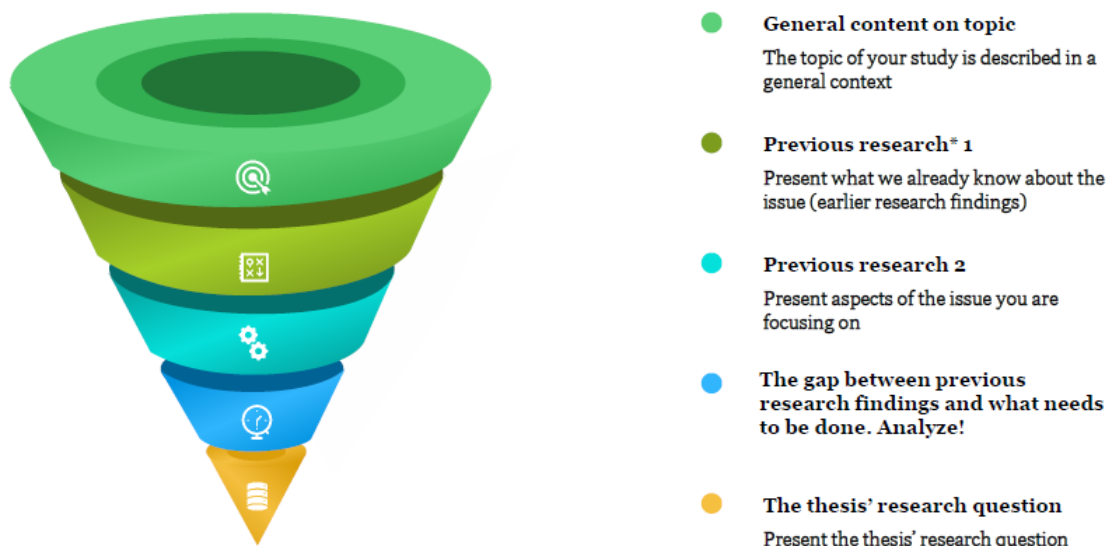 General content on topic
The topic of your study is described in a
general context
Previous research* 1
Present what we already know about the
issue (earlier research findings)
Previous research 2
Present aspects of the issue you are
focusing on
The gap between previous
research findings and what needs
to be done. Analyze!
The thesis’ research question
Present the thesis’ research question